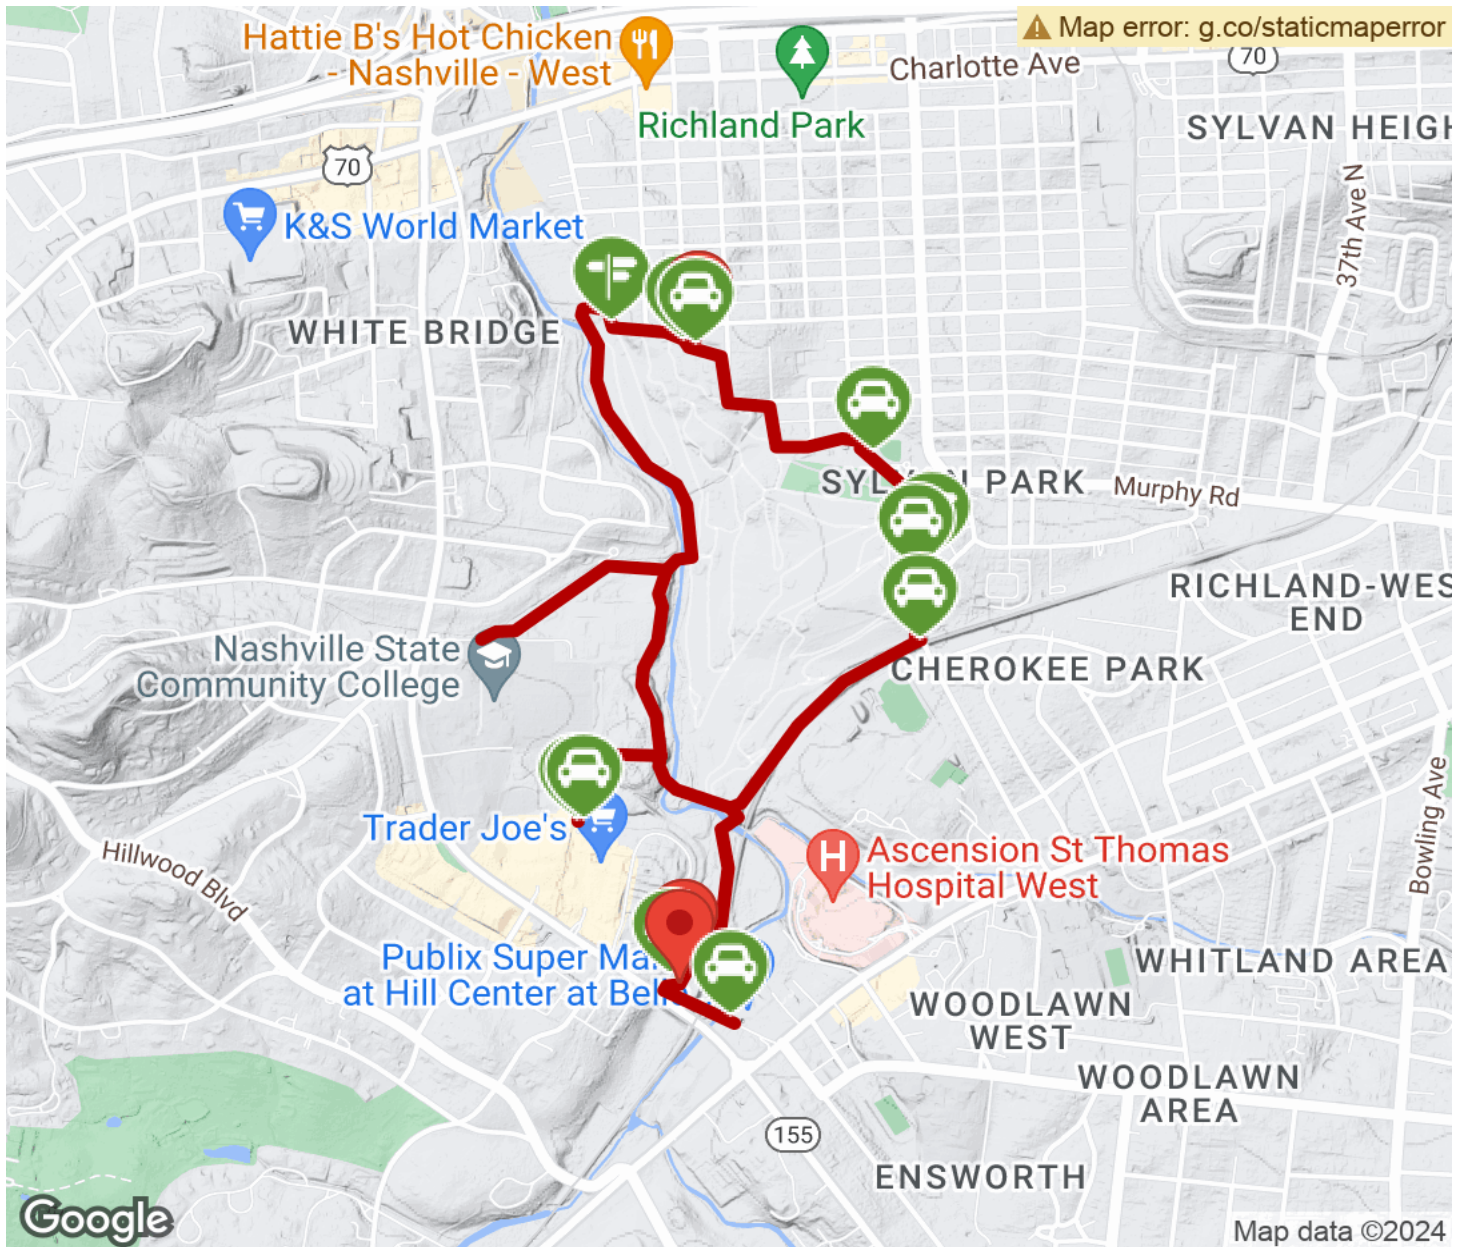 Map error: g.co/staticmaperror
Hattie B's Hot Chicken
- Nashville - West
Charlotte Ave
70
Richland Park
SYLVAN HEIGH
70
37th Ave N
K&S World Market
WHITE BRIDGE
SYL N PARK
Murphy Rd
RICHLAND-WES
END
Nashville State
Community College
CHEROKEE PARK
Bowling Ave
Trader Joe's
Hillwood Blvd
H
Ascension St Thomas
Hospital West
Publix Super Ma
at Hill Center at Bel
WHITLAND AREA
WOODLAWN
WEST
WOODLAWN
AREA
155
ENSWORTH
Google
Map data ©2024